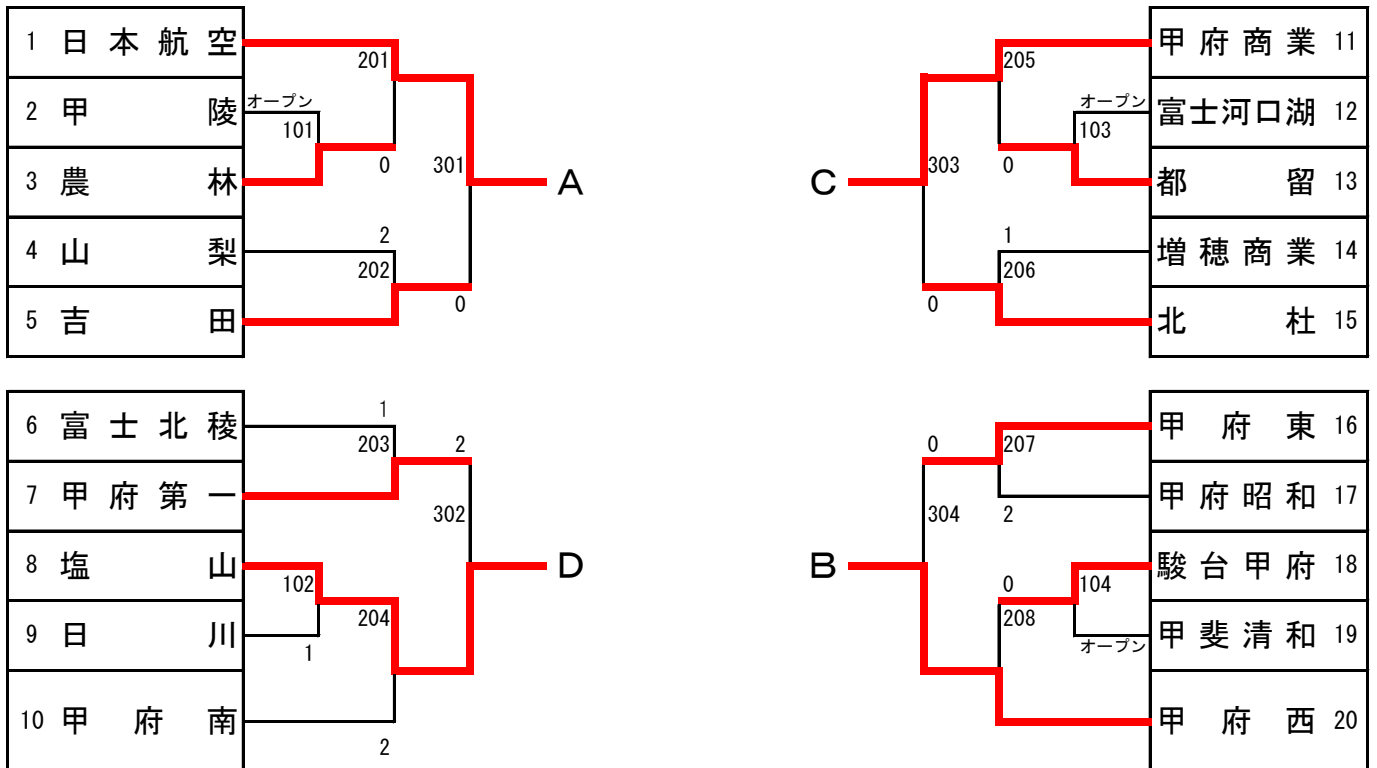 1 日本航空
201
2 甲陵
オープン
101
3 農林
0
301
A
4 山梨
2
202
5 吉田
0
6 富士北稜
1
203
2
7 甲府第一
302
8 塩山
102
D
9 日川
1
204
10 甲府南
2
甲府商業 11
205
富士河口湖 12
オープン
103
C
303
0
都留 13
1
増穂商業 14
206
0
北杜 15
甲府東 16
0
207
甲府昭和 17
304
2
B
0
104
駿台甲府 18
208
オープン
甲斐清和 19
甲府西 20